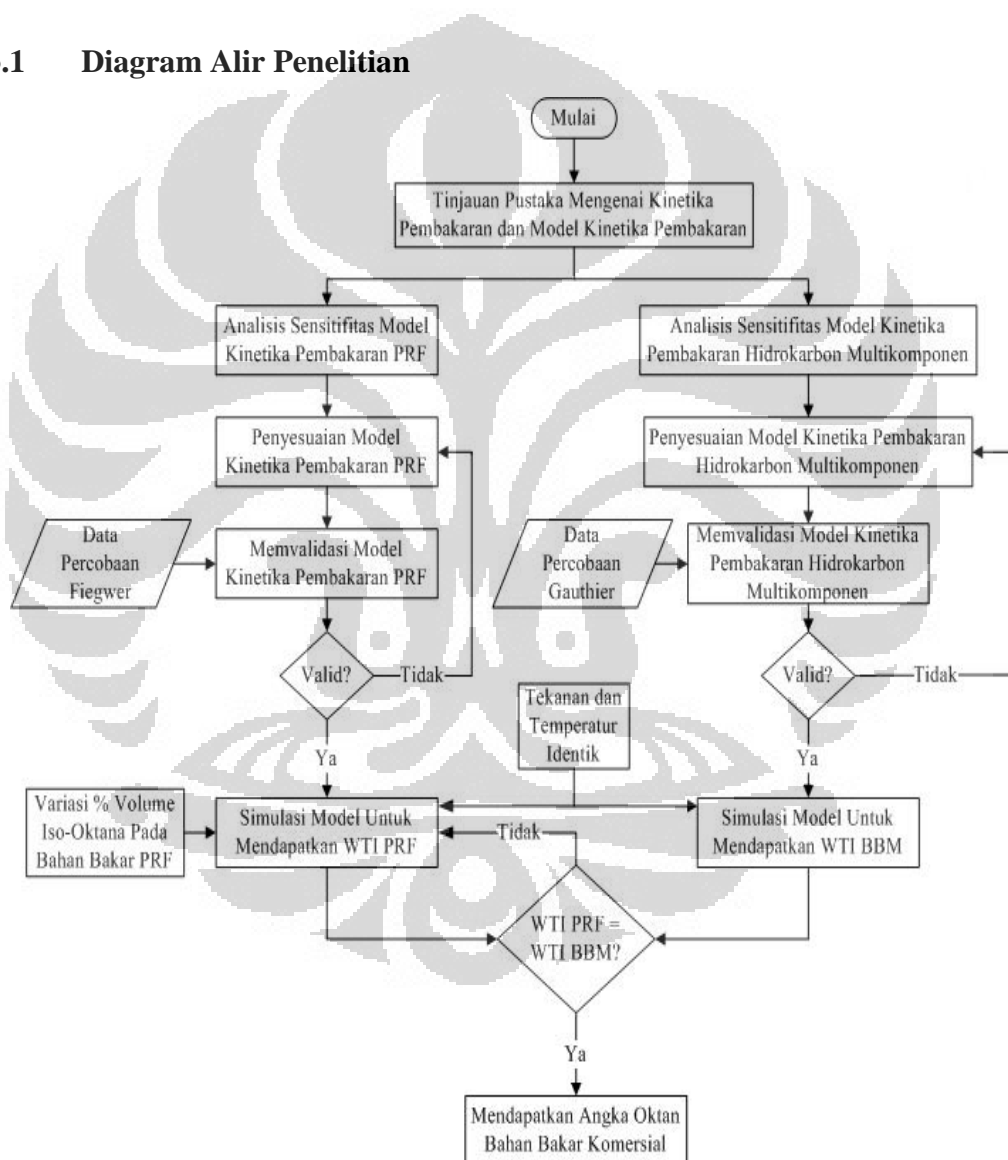 .1 Diagram Alir Penelitian
Mulai
Tinjauan Pustaka Mengenai Kinetika
Pembakaran dan Model Kinetika Pembakaran
Analisis Sensitifitas Model
Kinetika Pembakaran PRF
Analisis Sensitifitas Model Kinetika
Pembakaran Hidrokarbon Multikomponen
Penyesuaian Model
Kinetika Pembakaran PRF
Penyesuaian Model Kinetika Pembakaran
Hidrokarbon Multikomponen
Data
Percobaan
Fiegwer
Memvalidasi Model
Kinetika Pembakaran PRF
Data
Percobaan
Gauthier
Memvalidasi Model Kinetika
Pembakaran Hidrokarbon
Multikomponen
Valid?
Tidak
Valid?
Tidak
Tekanan dan
Temperatur
Identik
Ya
Ya
Variasi % Volume
Iso-Oktana Pada
Bahan Bakar PRF
Simulasi Model Untuk
Mendapatkan WTI PRF
Tidak
Simulasi Model Untuk
Mendapatkan WTI BBM
WTI PRF =
WTI BBM?
Ya
Mendapatkan Angka Oktan
Bahan Bakar Komersial